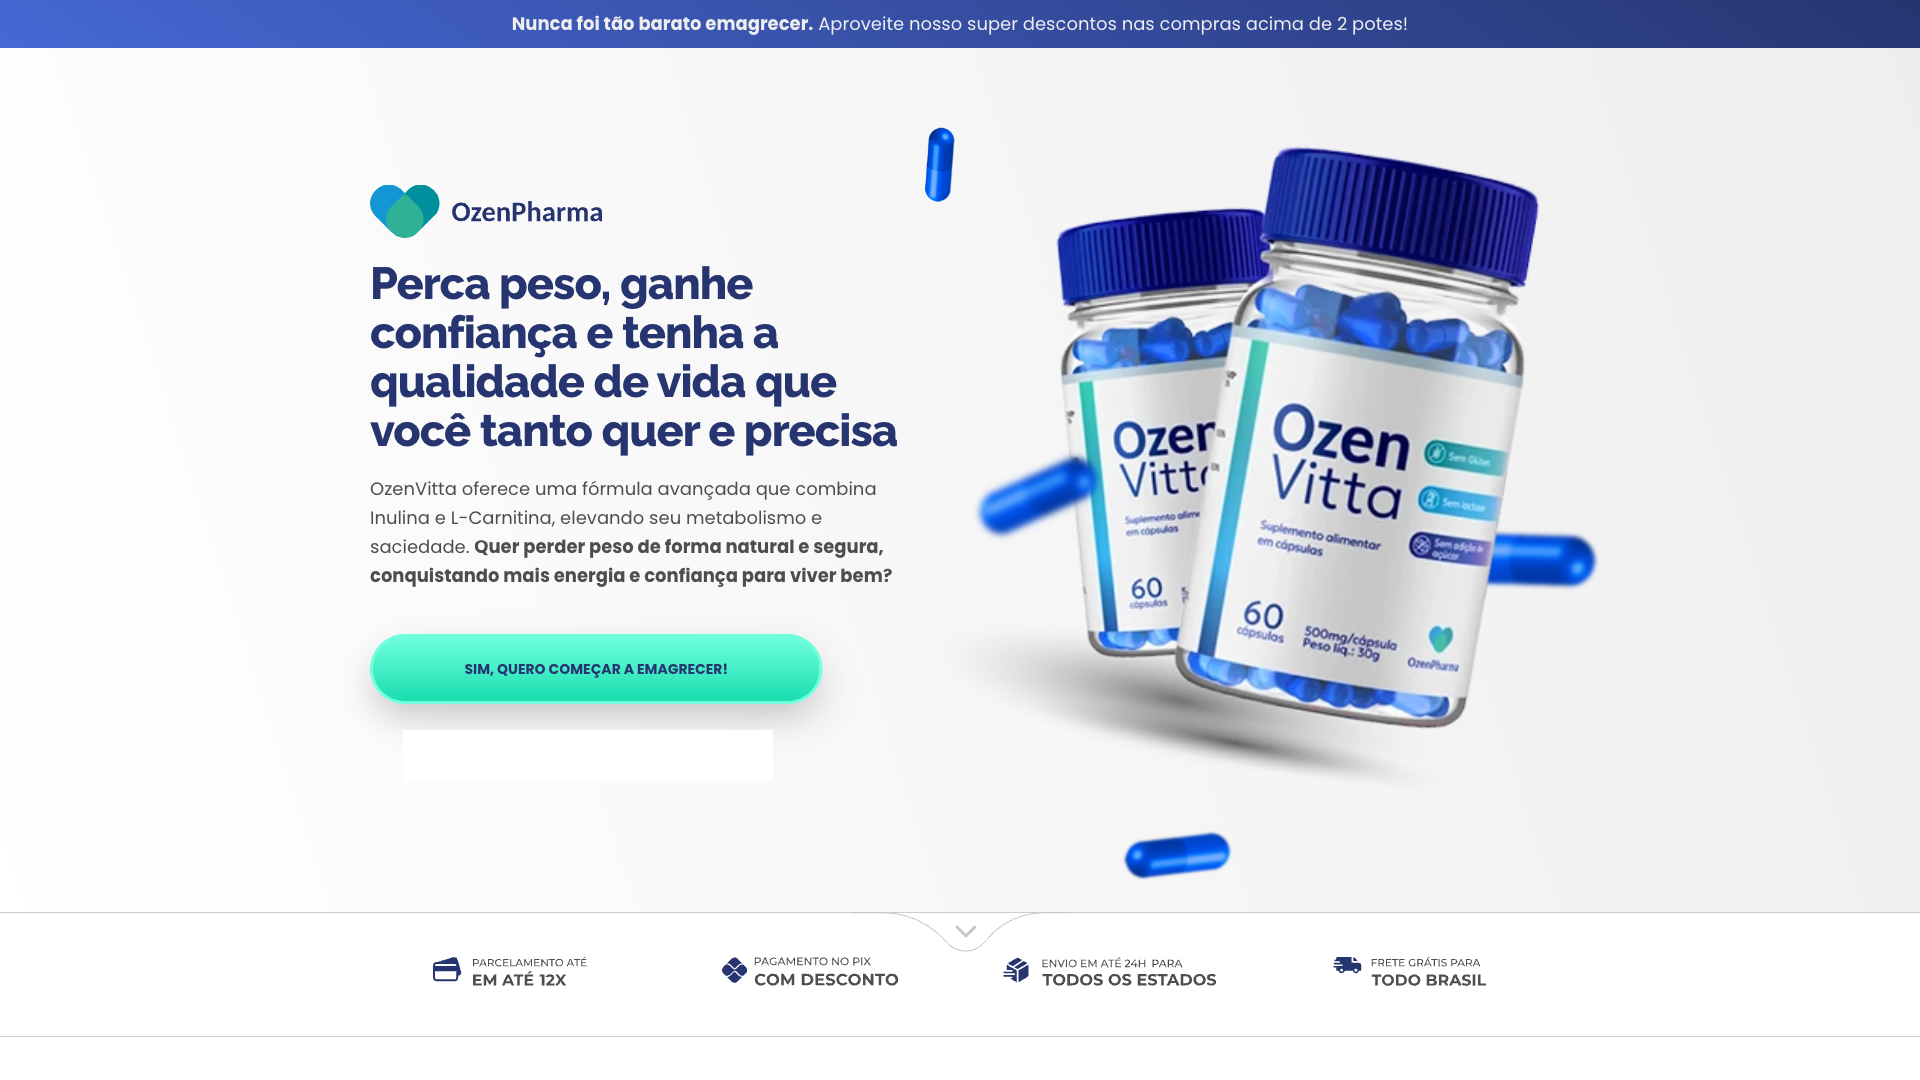 Nunca foi tão barato emagrecer. Aproveite nosso super descontos nas compras acima de 2 potes!
OzenPharma
Perca peso, ganhe
confiança e tenha a
qualidade de vida que
você tanto quer e precisa
OzenVitta oferece uma fórmula avançada que combina
Inulina e L-Carnitina, elevando seu metabolismo e
saciedade. Quer perder peso de forma natural e segura,
conquistando mais energia e confiança para viver bem?
SIM, QUERO COMEÇAR A EMAGRECER!
Ozen
Vitta
Suplemento alim
em cápsulas
60
cápsulas
Ozen
Vitta
Suplemento alimentar
em cápsulas
Sem Glúten
Sem lactose
Sem adição de
açúcar
60
cápsulas
500mg/cápsula
Peso líq.: 30g
OzenPharma
PARCELAMENTO ATÉ
EM ATÉ 12X
PAGAMENTO NO PIX
COM DESCONTO
ENVIO EM ATÉ 24H PARA
TODOS OS ESTADOS
FRETE GRÁTIS PARA
TODO BRASIL